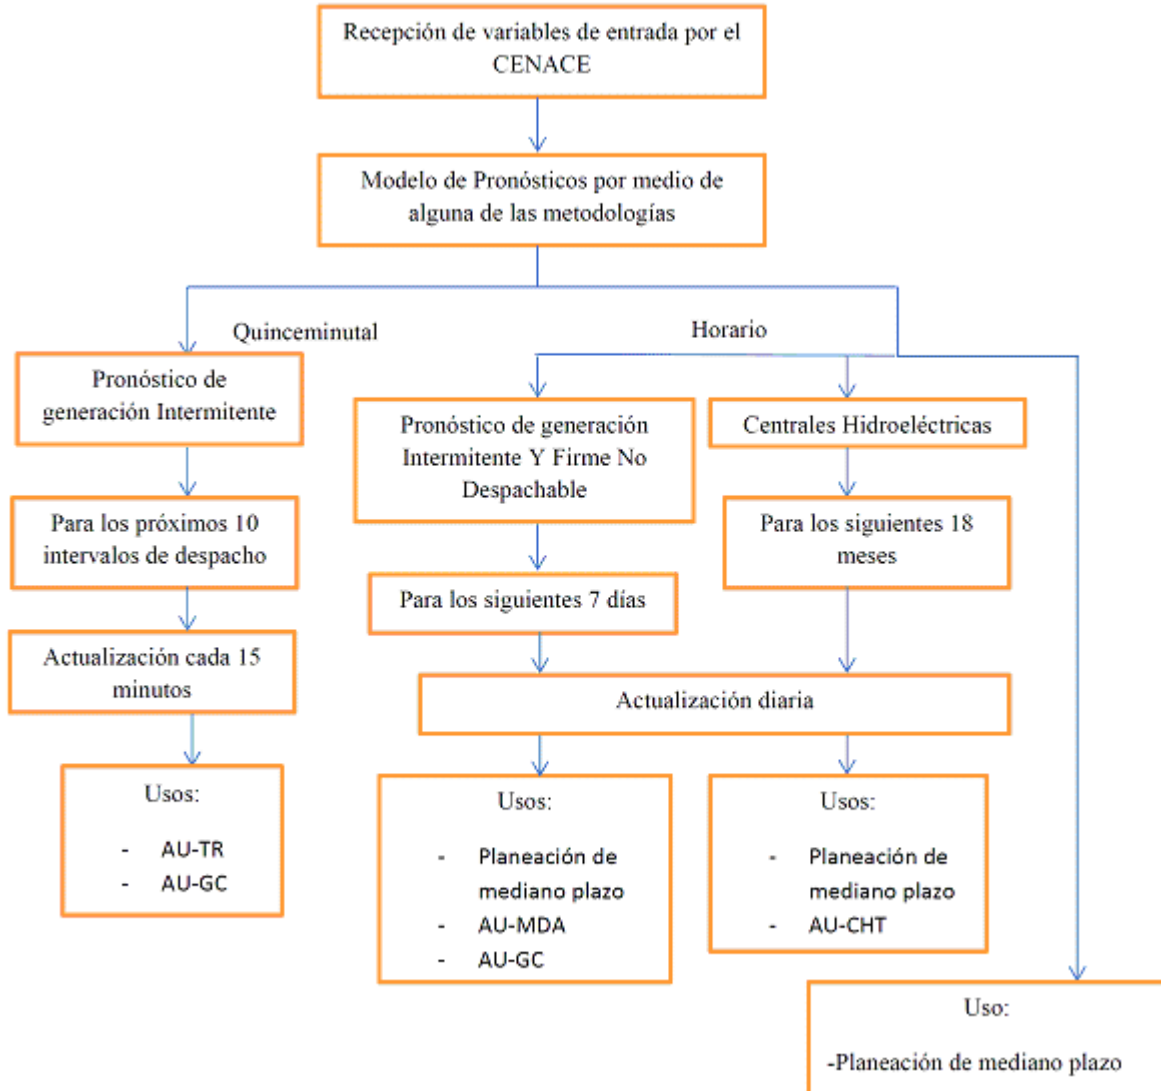 Recepción de variables de entrada por el
CENACE
Modelo de Pronósticos por medio de
alguna de las metodologías
Quinceminutal
Horario
Pronóstico de
generación Intermitente
Para los próximos 10
intervalos de despacho
Actualización cada 15
minutos
Usos:
- AU-TR
- AU-GC
Pronóstico de generación
Intermitente Y Firme No
Despachable
Para los siguientes 7 días
Centrales Hidroeléctricas
Para los siguientes 18
meses
Actualización diaria
Usos:
- Planeación de
mediano plazo
- AU-MDA
- AU-GC
Usos:
- Planeación de
mediano plazo
- AU-CHT
Uso:
-Planeación de mediano plazo